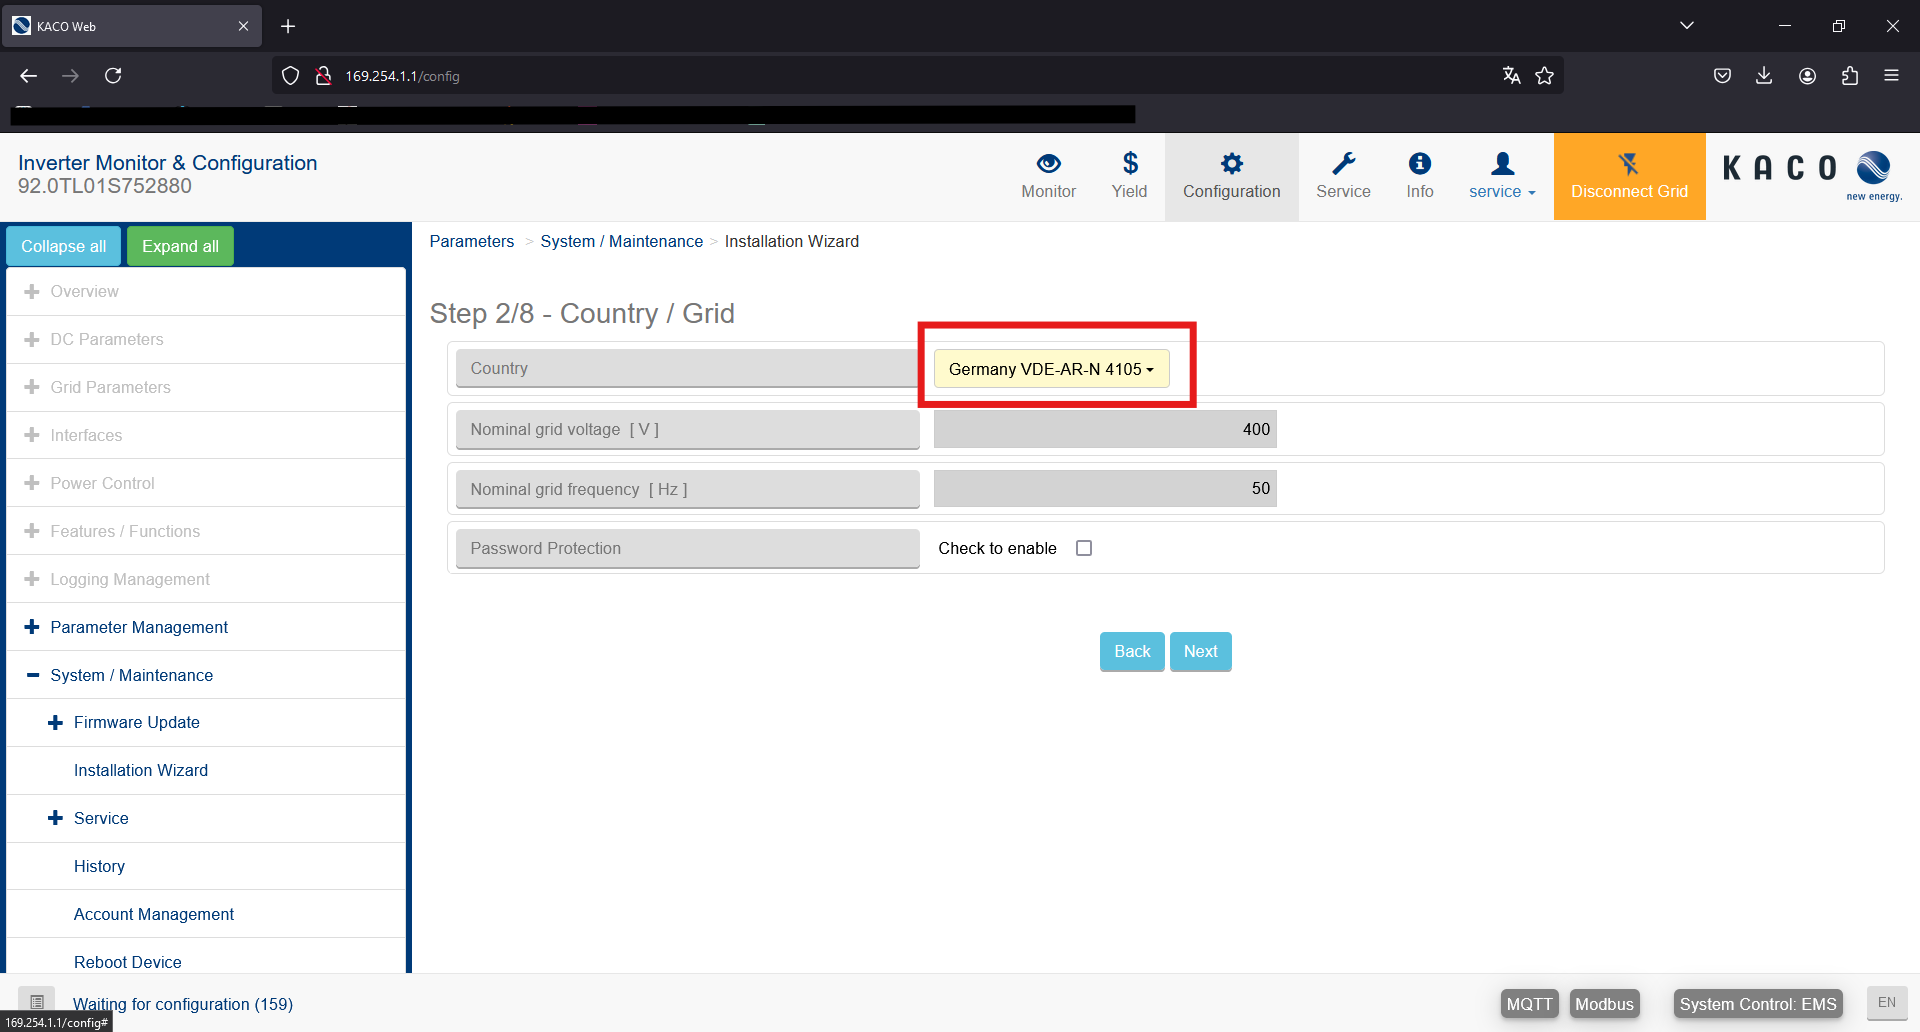 KACO Web
169.254.1.1/config
Inverter Monitor & Configuration
92.0TL01S752880
Monitor
Yield
Configuration
Service
Info
service
Disconnect Grid
KACO
new energy.
Collapse all
Expand all
Parameters > System / Maintenance > Installation Wizard
Overview
DC Parameters
Grid Parameters
Interfaces
Power Control
Features / Functions
Logging Management
Parameter Management
System / Maintenance
Firmware Update
Installation Wizard
Service
History
Account Management
Reboot Device
Step 2/8 - Country / Grid
Country Germany VDE-AR-N 4105
Nominal grid voltage [ V ] 400
Nominal grid frequency [ Hz ] 50
Password Protection Check to enable
Back Next
Waiting for configuration (159)
169.254.1.1/config#
MQTT
Modbus
System Control: EMS
EN